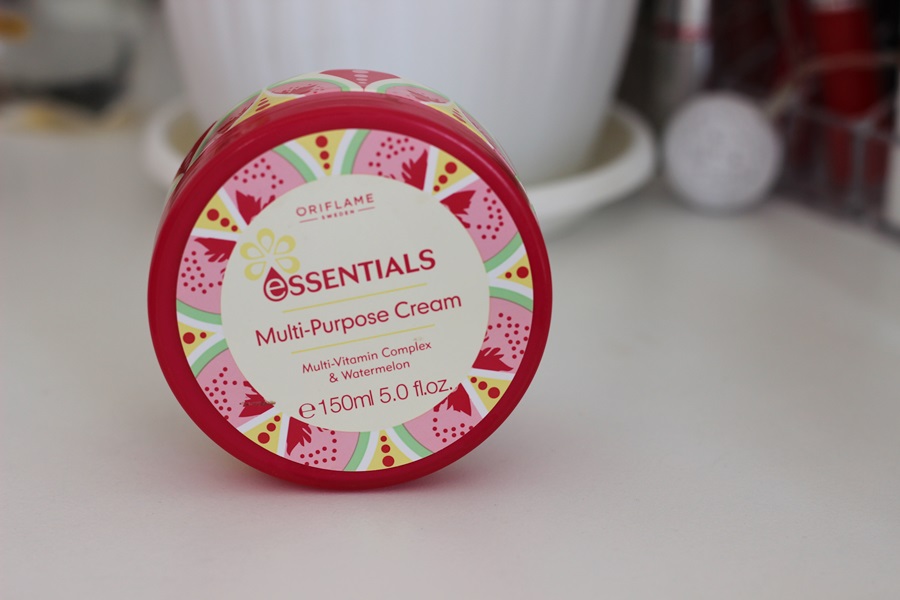 ORIFLAME
SWEDEN
eSSENTIALS
Multi-Purpose Cream
Multi-Vitamin Complex
& Watermelon
℮150ml 5.0 fl.oz.